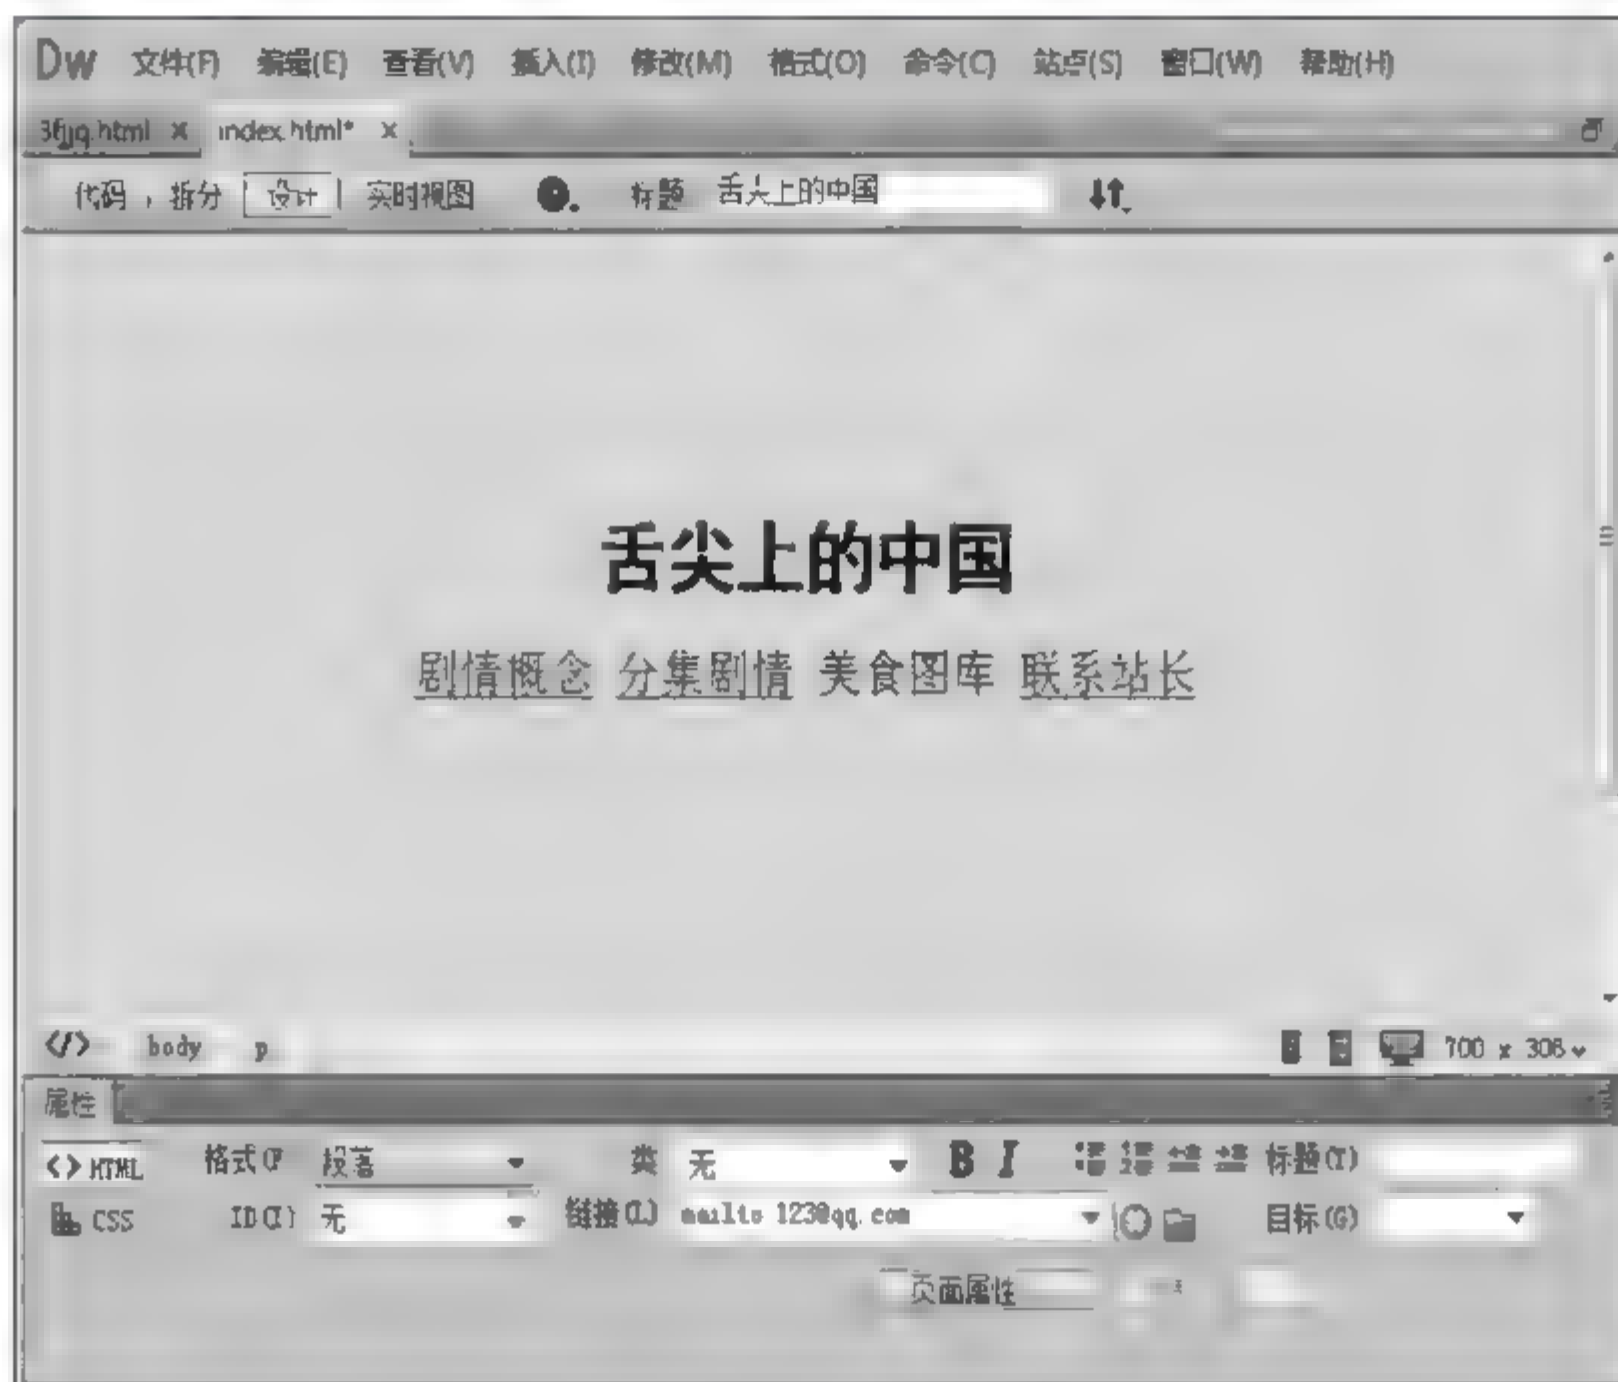 Dw 文件(F) 编辑(E) 查看(V) 插入(I) 修改(M) 格式(O) 命令(C) 站点(S) 窗口(W) 帮助(H)
3fjjq.html × index.html* ×
代码 拆分 设计 实时视图 标题 舌尖上的中国
舌尖上的中国
剧情概念 分集剧情 美食图库 联系站长
</> body p 700 x 306
属性
<> HTML 格式(F 段落 类 无 B I 标题(T)
CSS ID(I) 无 链接(L) mailto 123@qq.com 目标(G)
页面属性